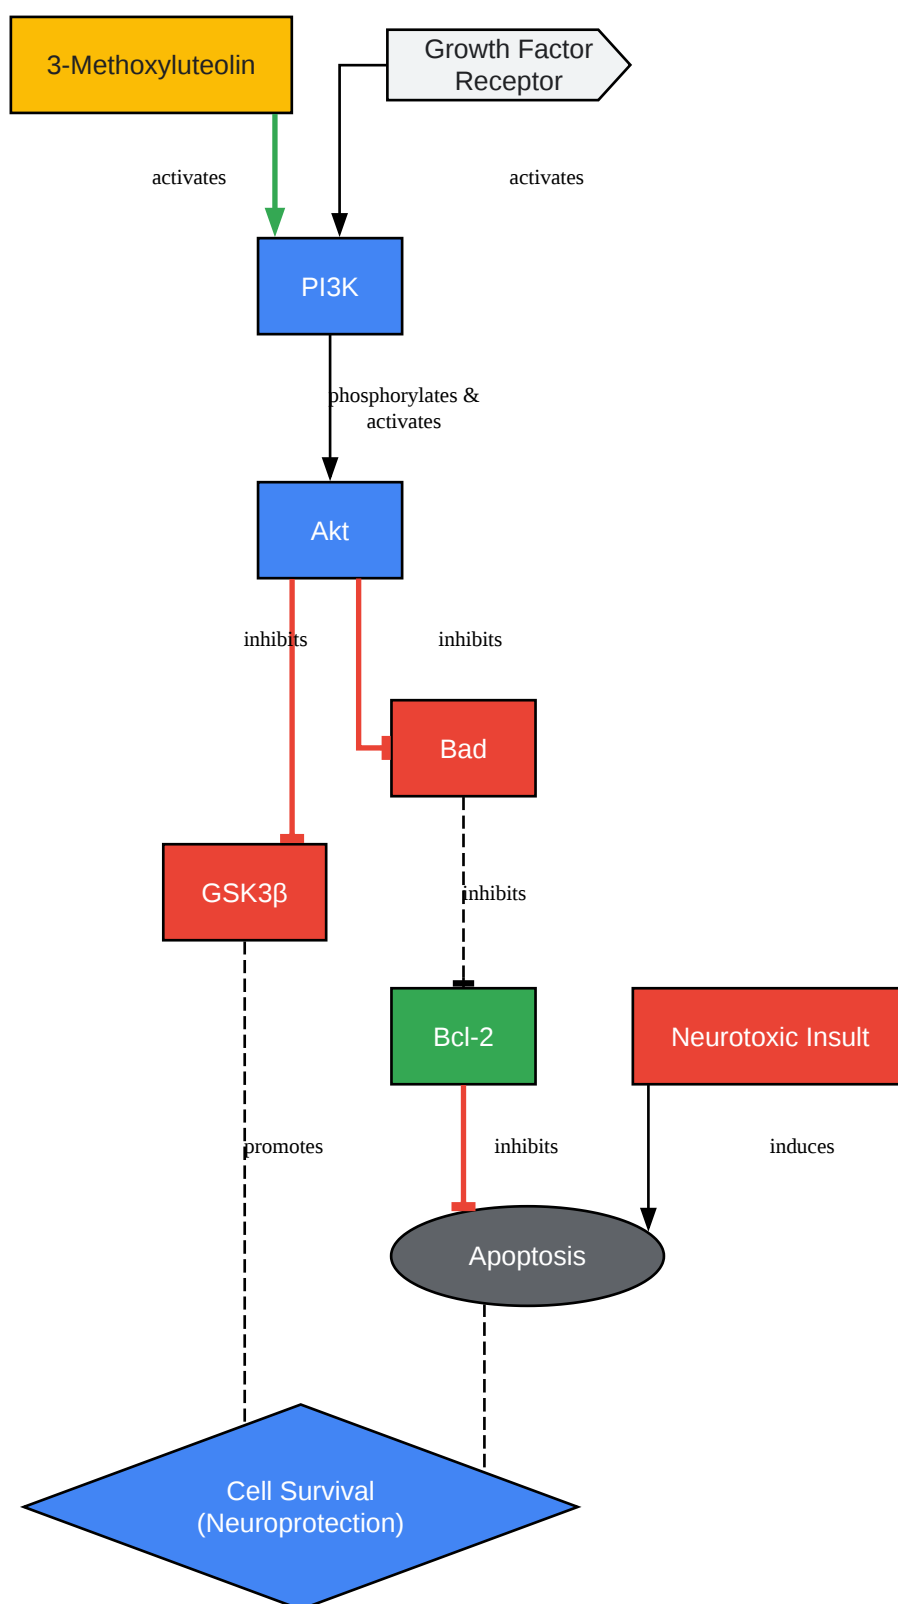 3-Methoxyluteolin
Growth Factor
Receptor
activates
activates
PI3K
phosphorylates &
activates
Akt
inhibits
inhibits
Bad
GSK3β
inhibits
Bcl-2
Neurotoxic Insult
promotes
inhibits
induces
Apoptosis
Cell Survival
(Neuroprotection)